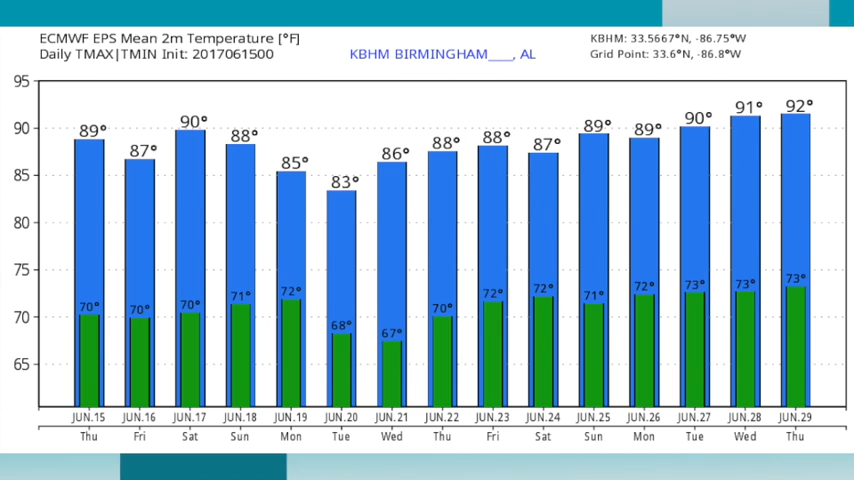 ECMWF EPS Mean 2m Temperature [°F]
Daily TMAX|TMIN Init: 2017061500
KBHM BIRMINGHAM____, AL
KBHM: 33.5667°N, -86.75°W
Grid Point: 33.6°N, -86.8°W
95
90
85
80
75
70
65
89° 87° 90° 88° 85° 83° 86° 88° 88° 87° 89° 89° 90° 91° 92°
70° 70° 70° 71° 72° 68° 67° 70° 72° 72° 71° 72° 73° 73° 73°
JUN.15 JUN.16 JUN.17 JUN.18 JUN.19 JUN.20 JUN.21 JUN.22 JUN.23 JUN.24 JUN.25 JUN.26 JUN.27 JUN.28 JUN.29
Thu Fri Sat Sun Mon Tue Wed Thu Fri Sat Sun Mon Tue Wed Thu